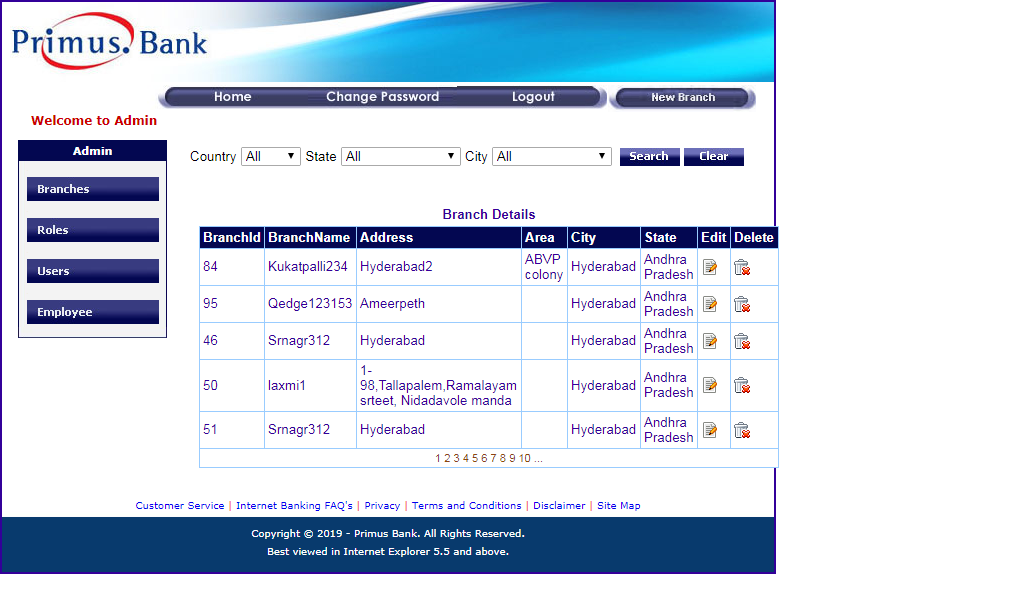 Primus. Bank
Home Change Password Logout New Branch
Welcome to Admin
Admin
Branches
Roles
Users
Employee
Country All State All City All Search Clear
Branch Details
BranchId BranchName Address Area City State Edit Delete
84 Kukatpalli234 Hyderabad2 ABVP colony Hyderabad Andhra Pradesh
95 Qedge123153 Ameerpeth Hyderabad Andhra Pradesh
46 Srnagr312 Hyderabad Hyderabad Andhra Pradesh
50 laxmi1 1-98,Tallapalem,Ramalayam srteet, Nidadavole manda Hyderabad Andhra Pradesh
51 Srnagr312 Hyderabad Hyderabad Andhra Pradesh
1 2 3 4 5 6 7 8 9 10 ...
Customer Service | Internet Banking FAQ's | Privacy | Terms and Conditions | Disclaimer | Site Map
Copyright © 2019 - Primus Bank. All Rights Reserved.
Best viewed in Internet Explorer 5.5 and above.